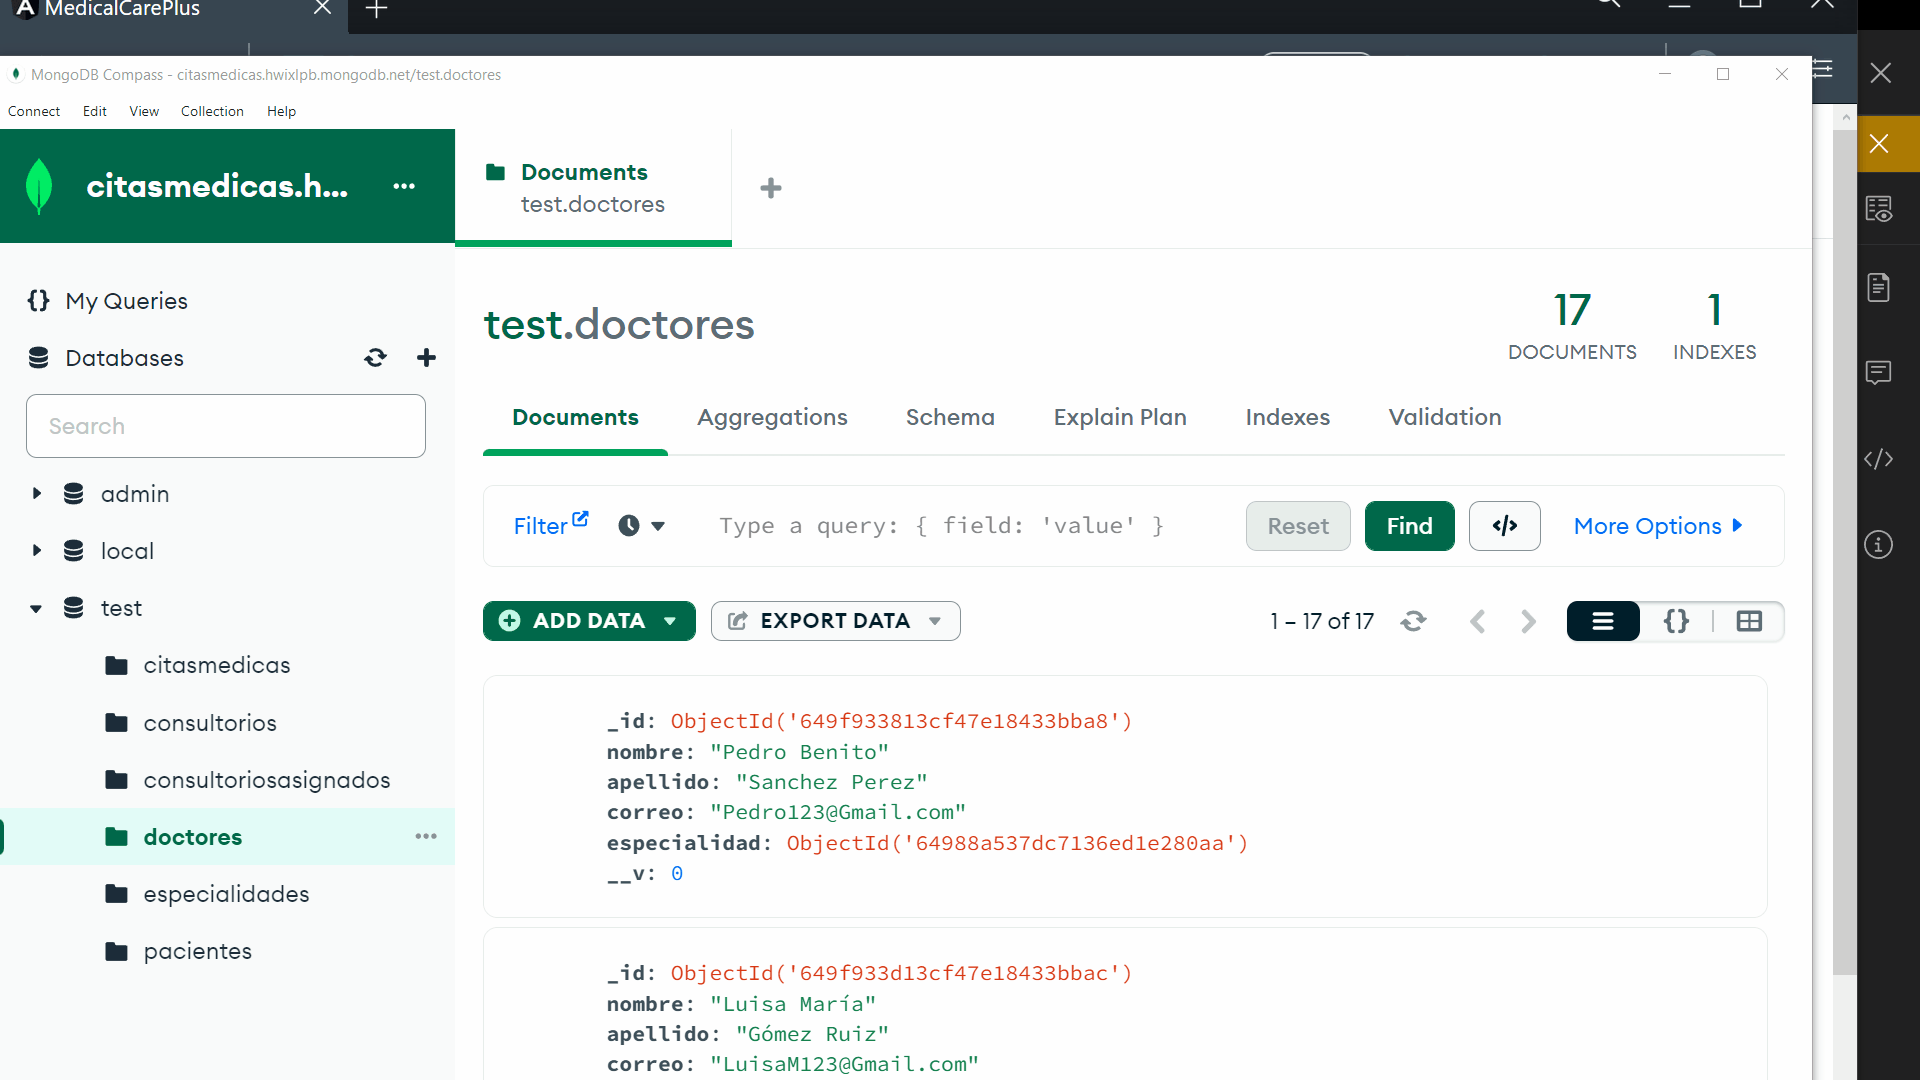 MedicalCarePlus
MongoDB Compass - citasmedicas.hwixlpb.mongodb.net/test.doctores
Connect Edit View Collection Help
citasmedicas.h...
Documents
test.doctores
My Queries
Databases
Search
admin
local
test
citasmedicas
consultorios
consultoriosasignados
doctores
especialidades
pacientes
test.doctores
17
DOCUMENTS
1
INDEXES
Documents Aggregations Schema Explain Plan Indexes Validation
Filter Type a query: { field: 'value' } Reset Find </> More Options
ADD DATA EXPORT DATA 1 – 17 of 17 {}
_id: ObjectId('649f933813cf47e18433bba8')
nombre: "Pedro Benito"
apellido: "Sanchez Perez"
correo: "Pedro123@Gmail.com"
especialidad: ObjectId('64988a537dc7136ed1e280aa')
__v: 0
_id: ObjectId('649f933d13cf47e18433bbac')
nombre: "Luisa María"
apellido: "Gómez Ruiz"
correo: "LuisaM123@Gmail.com"